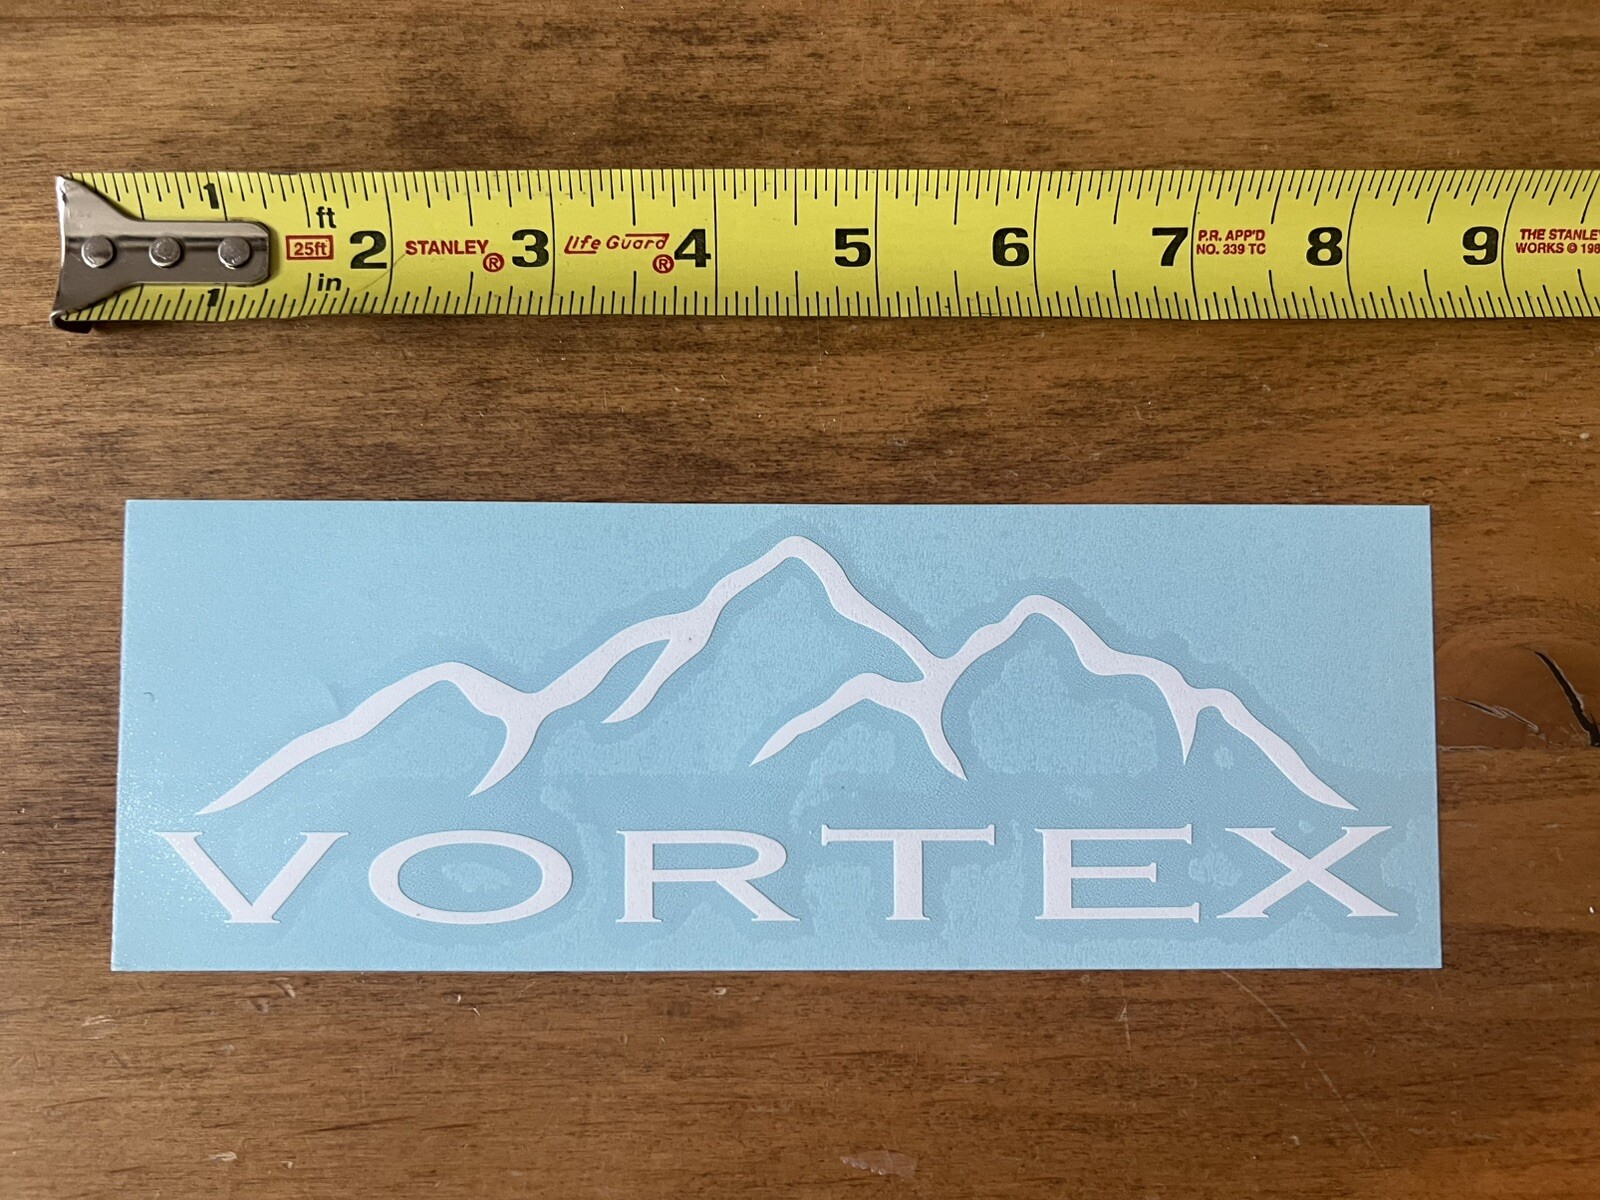 1
ft
25ft 2 STANLEY® 3 Life Guard® 4 5 6 7 P.R. APP'D 8 9 THE STANLEY
NO. 339 TC WORKS © 198
in
1
VORTEX